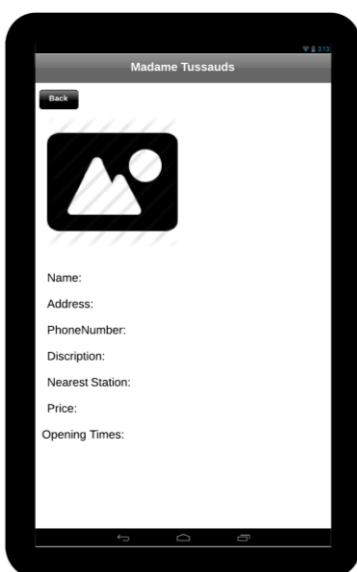 3:13
Madame Tussauds
Back
Name:
Address:
PhoneNumber:
Discription:
Nearest Station:
Price:
Opening Times: